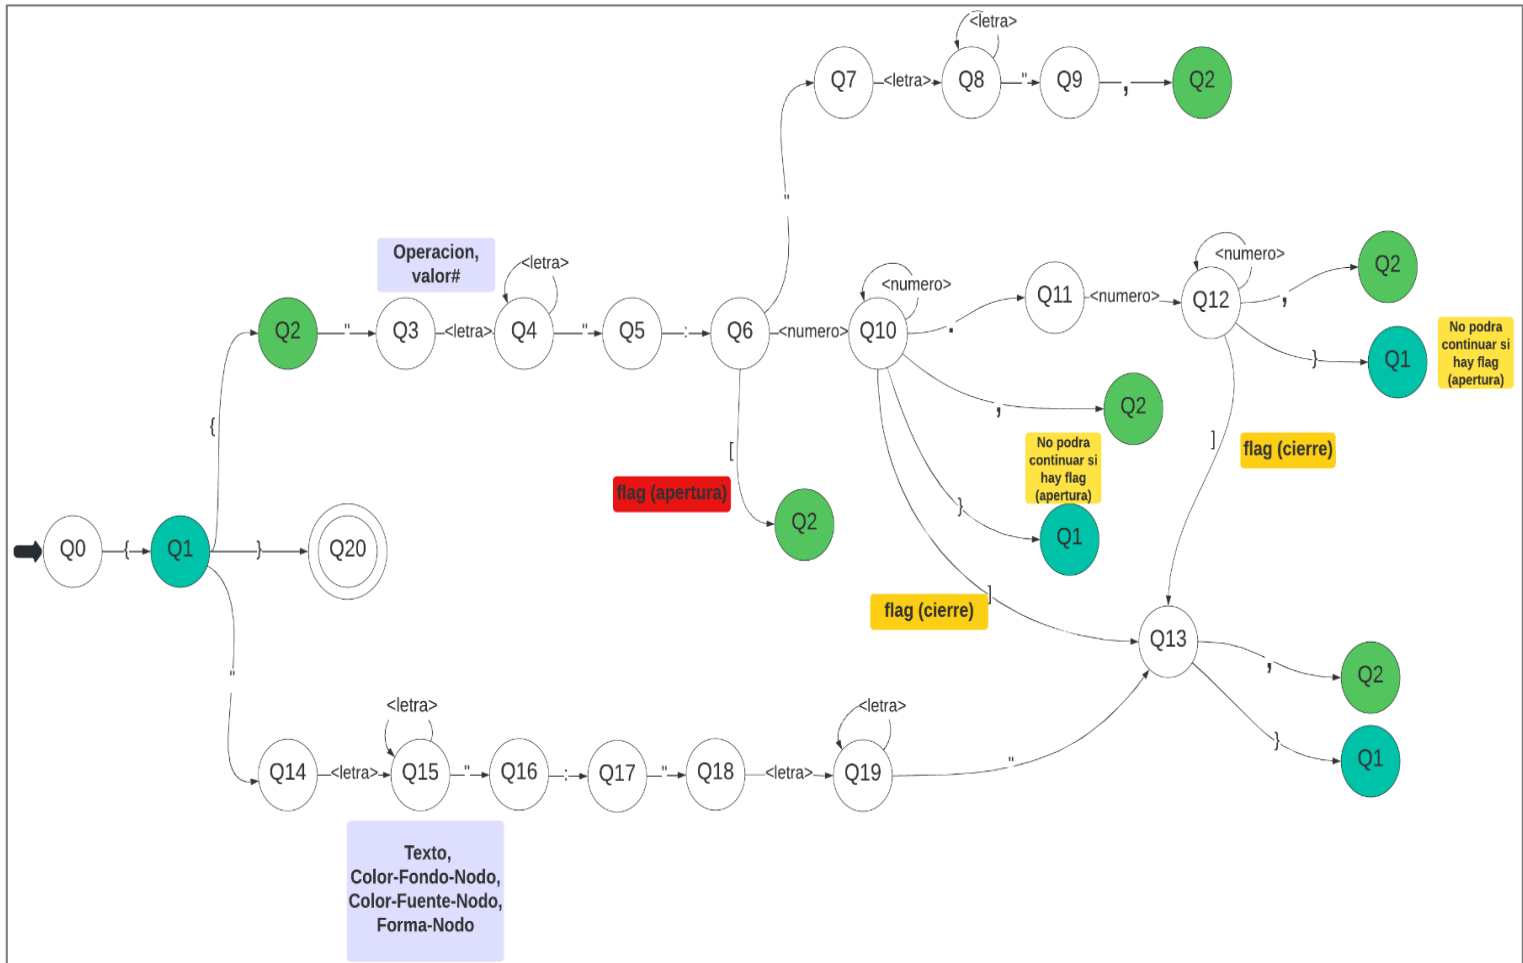 <letra>
Q7
<letra>
Q8
"
Q9
,
Q2
"
Operacion,
valor#
<letra>
<numero>
<numero>
Q2
Q11
<numero>
Q12
,
Q2
"
Q3
<letra>
Q4
"
Q5
:
Q6
<numero>
Q10
.
}
Q1
No podra
continuar si
hay flag
(apertura)
,
Q2
{
[
No podra
continuar si
hay flag
(apertura)
]
flag (cierre)
flag (apertura)
Q2
}
Q1
Q0
{
Q1
}
Q20
flag (cierre)
]
Q13
,
Q2
"
<letra>
<letra>
}
Q1
Q14
<letra>
Q15
"
Q16
:
Q17
"
Q18
<letra>
Q19
"
Texto,
Color-Fondo-Nodo,
Color-Fuente-Nodo,
Forma-Nodo